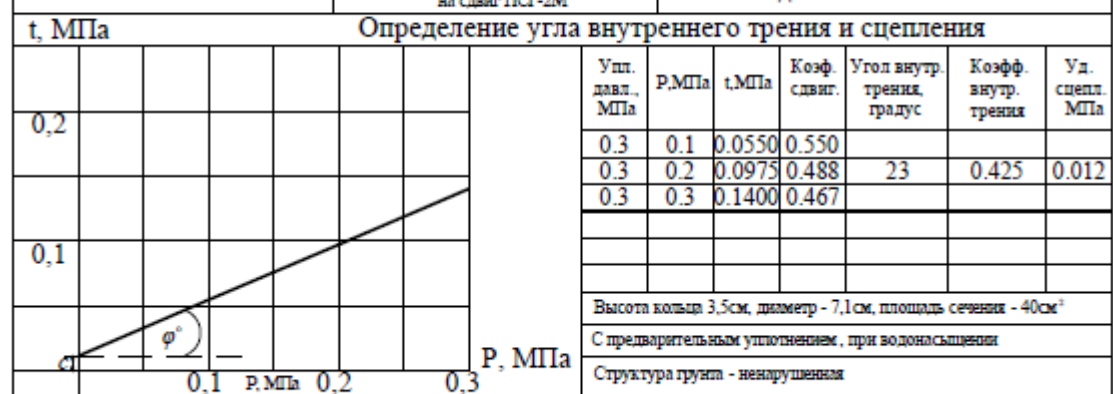 на сдвиг ПСГ-2М
t, МПа
Определение угла внутреннего трения и сцепления
Упл. давл., МПа Р,МПа t,МПа Коэф. сдвиг. Угол внутр. трения, градус Коэфф. внутр. трения Уд. сцепл. МПа
0.3 0.1 0.0550 0.550
0.3 0.2 0.0975 0.488 23 0.425 0.012
0.3 0.3 0.1400 0.467
Высота кольца 3,5см, диаметр - 7,1см, площадь сечения - 40см²
С предварительным уплотнением , при водонасыщении
Структура грунта - ненарушенная
0,2
0,1
φ°
Р, МПа
0,1 Р, МПа 0,2 0,3